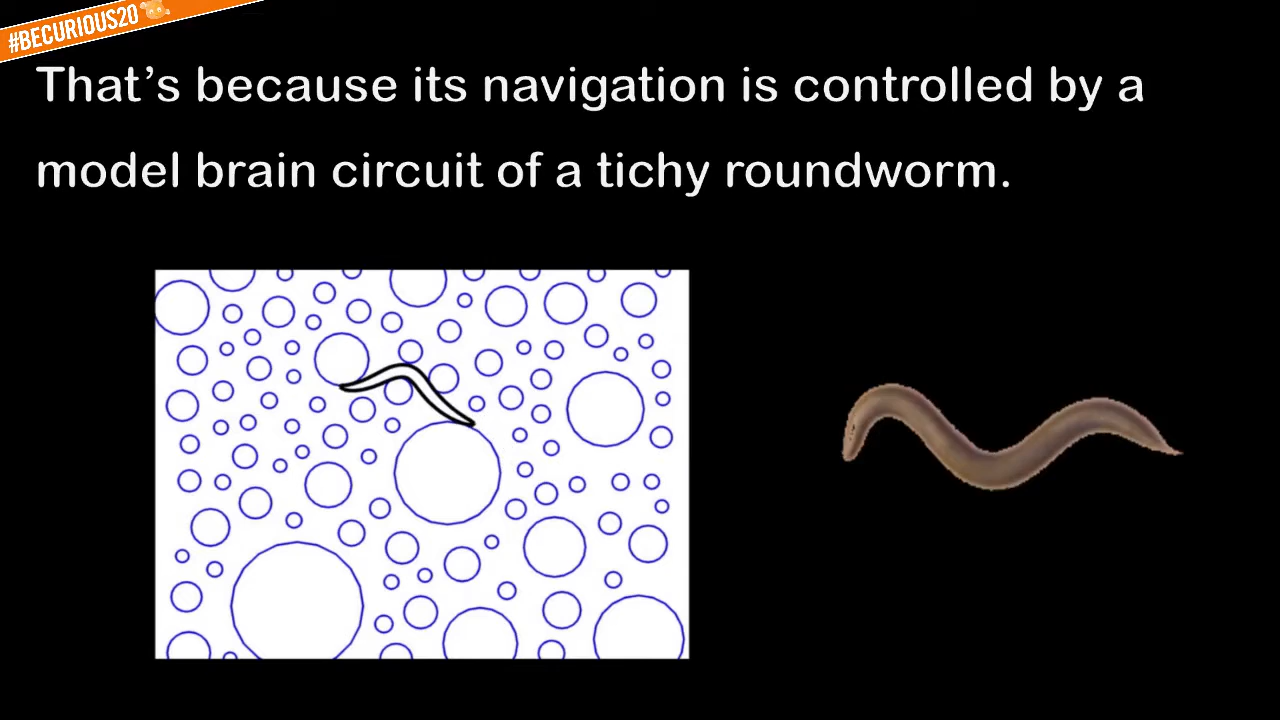 #BECURIOUS20
That's because its navigation is controlled by a
model brain circuit of a tichy roundworm.